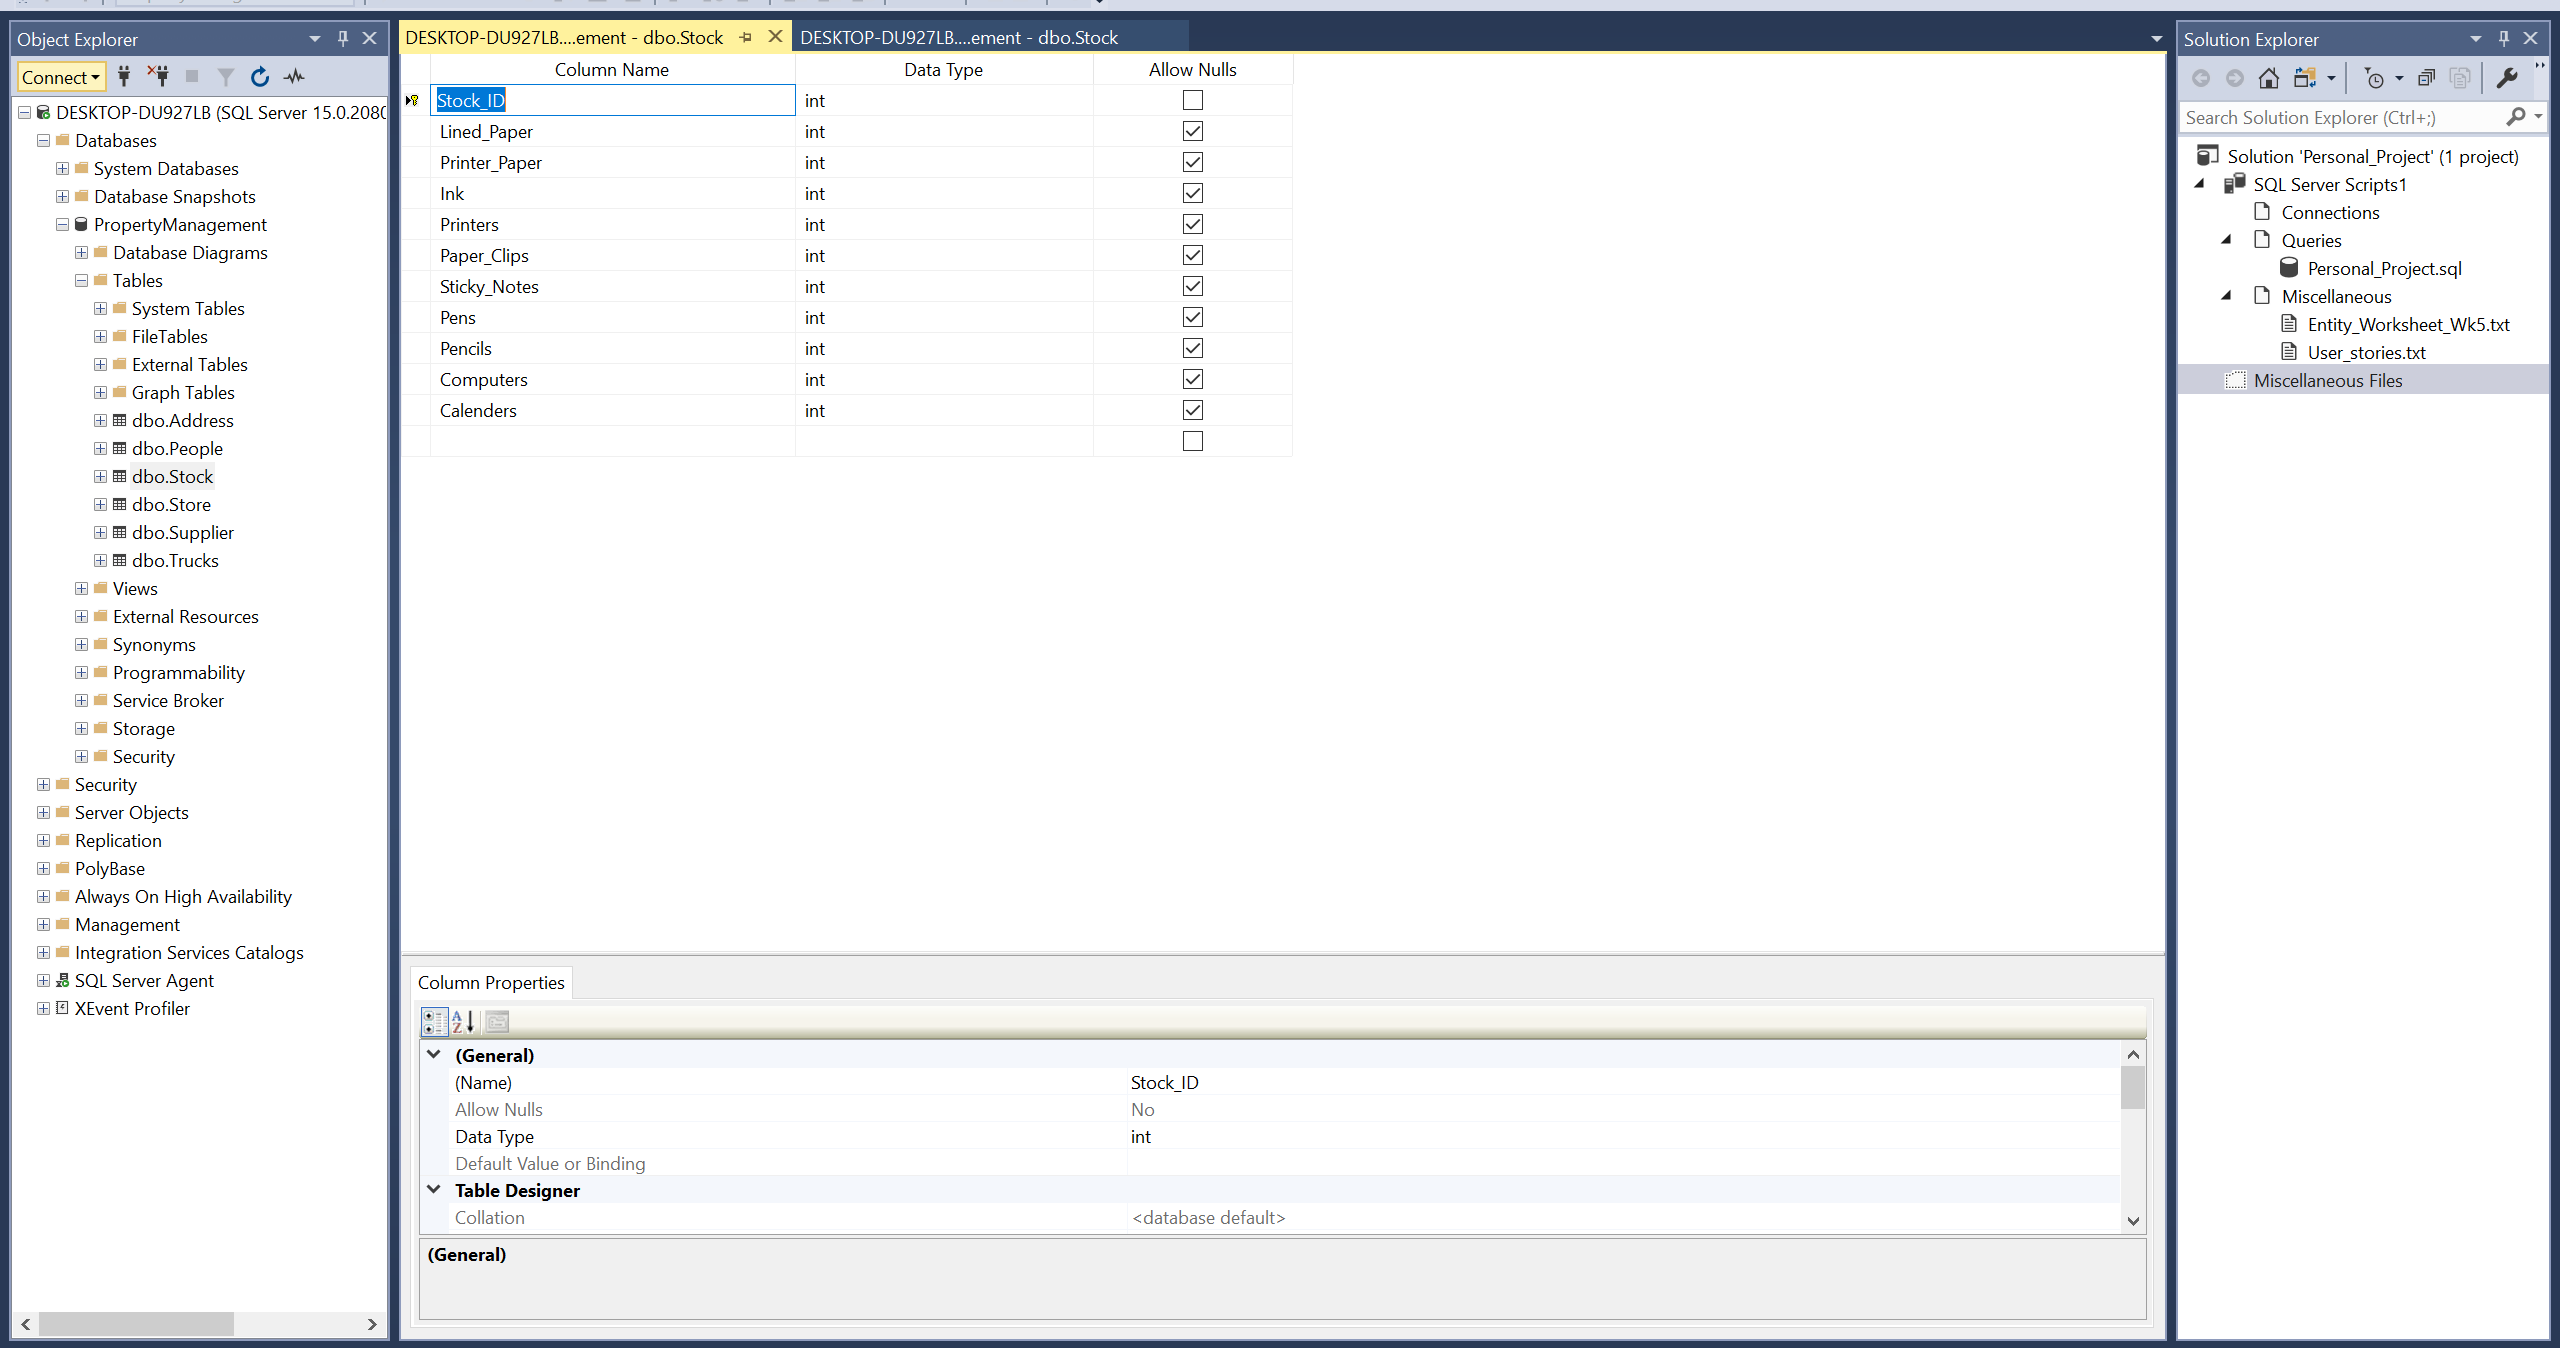 Object Explorer
Connect
DESKTOP-DU927LB (SQL Server 15.0.2080
Databases
System Databases
Database Snapshots
PropertyManagement
Database Diagrams
Tables
System Tables
FileTables
External Tables
Graph Tables
dbo.Address
dbo.People
dbo.Stock
dbo.Store
dbo.Supplier
dbo.Trucks
Views
External Resources
Synonyms
Programmability
Service Broker
Storage
Security
Security
Server Objects
Replication
PolyBase
Always On High Availability
Management
Integration Services Catalogs
SQL Server Agent
XEvent Profiler
DESKTOP-DU927LB....ement - dbo.Stock
DESKTOP-DU927LB....ement - dbo.Stock
Column Name Data Type Allow Nulls
Stock_ID int
Lined_Paper int
Printer_Paper int
Ink int
Printers int
Paper_Clips int
Sticky_Notes int
Pens int
Pencils int
Computers int
Calenders int
Column Properties
(General)
(Name) Stock_ID
Allow Nulls No
Data Type int
Default Value or Binding
Table Designer
Collation <database default>
(General)
Solution Explorer
Search Solution Explorer (Ctrl+;)
Solution 'Personal_Project' (1 project)
SQL Server Scripts1
Connections
Queries
Personal_Project.sql
Miscellaneous
Entity_Worksheet_Wk5.txt
User_stories.txt
Miscellaneous Files